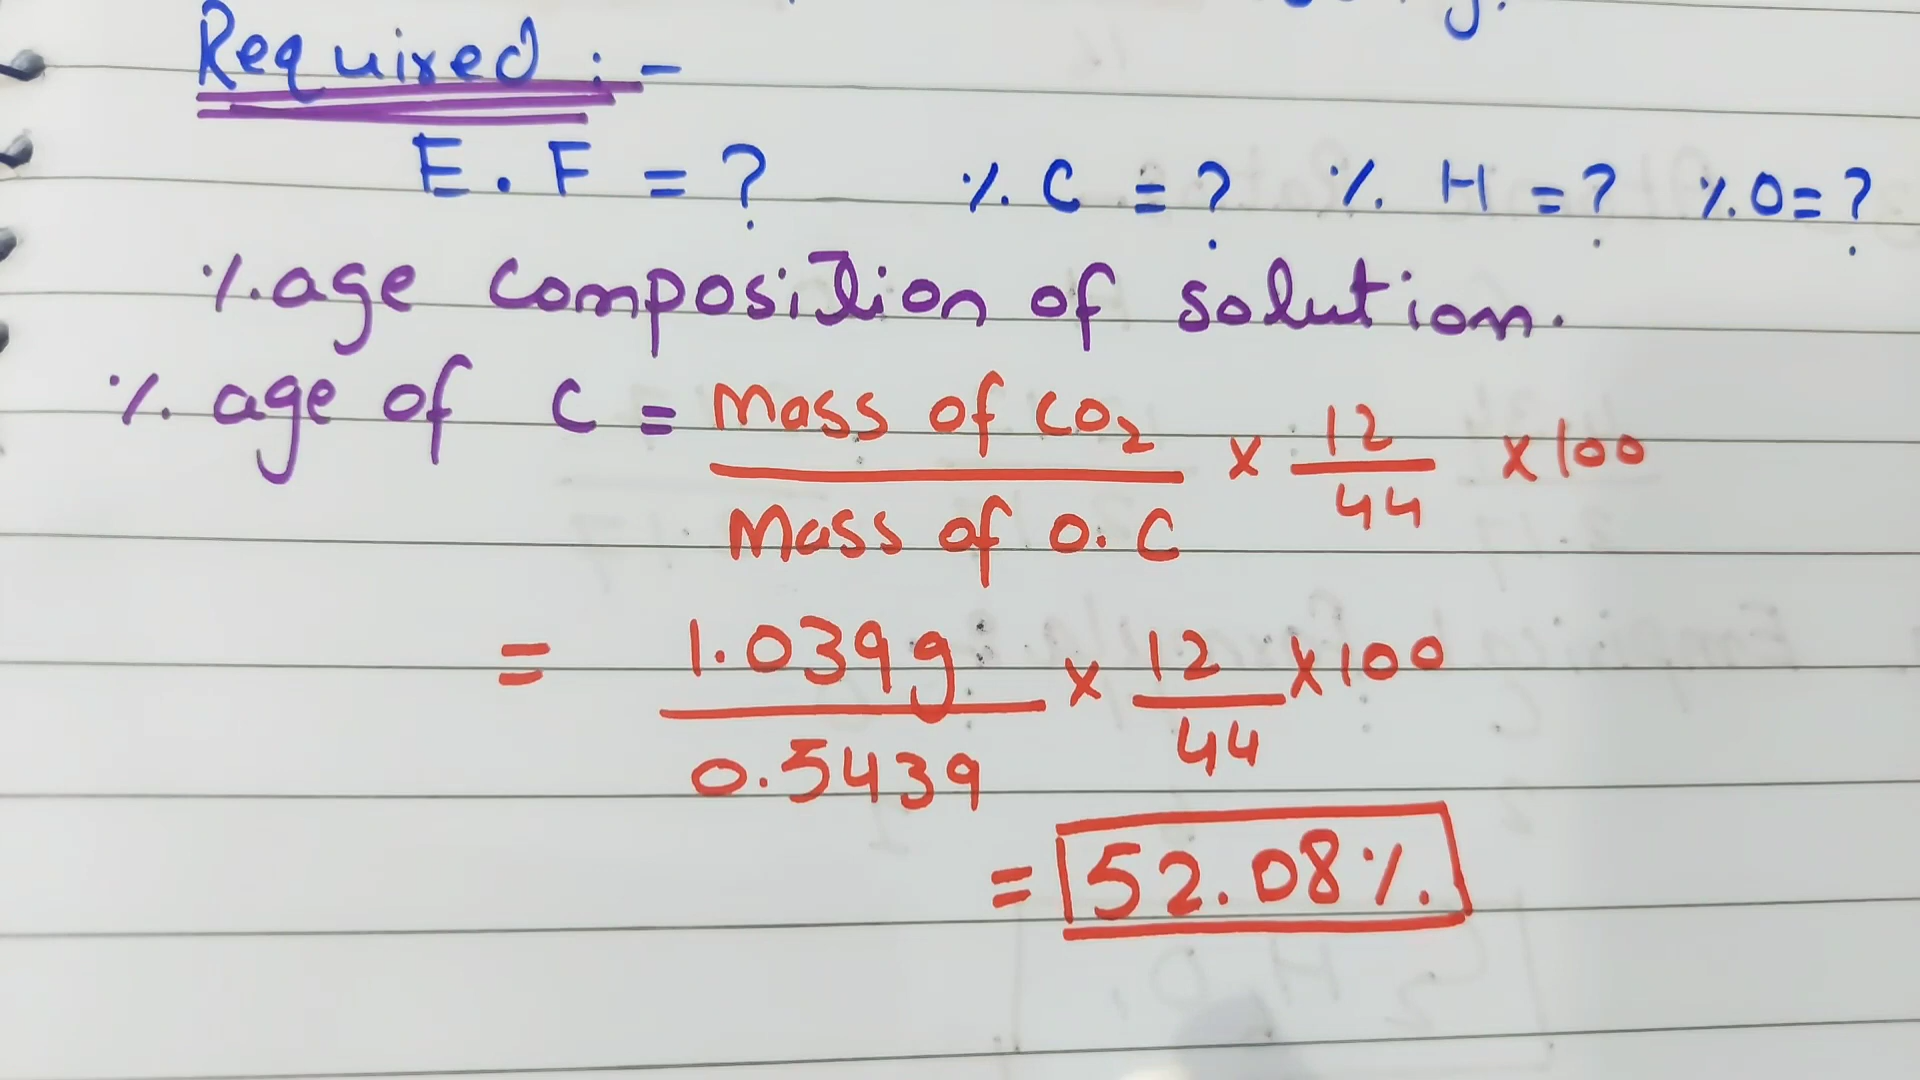 Required :-
E.F = ? % C = ? % H = ? % O = ?
%age composition of solution.
% age of C = Mass of CO₂ / Mass of O.C × 12/44 × 100
= 1.039g / 0.5439 × 12/44 × 100
= 52.08%